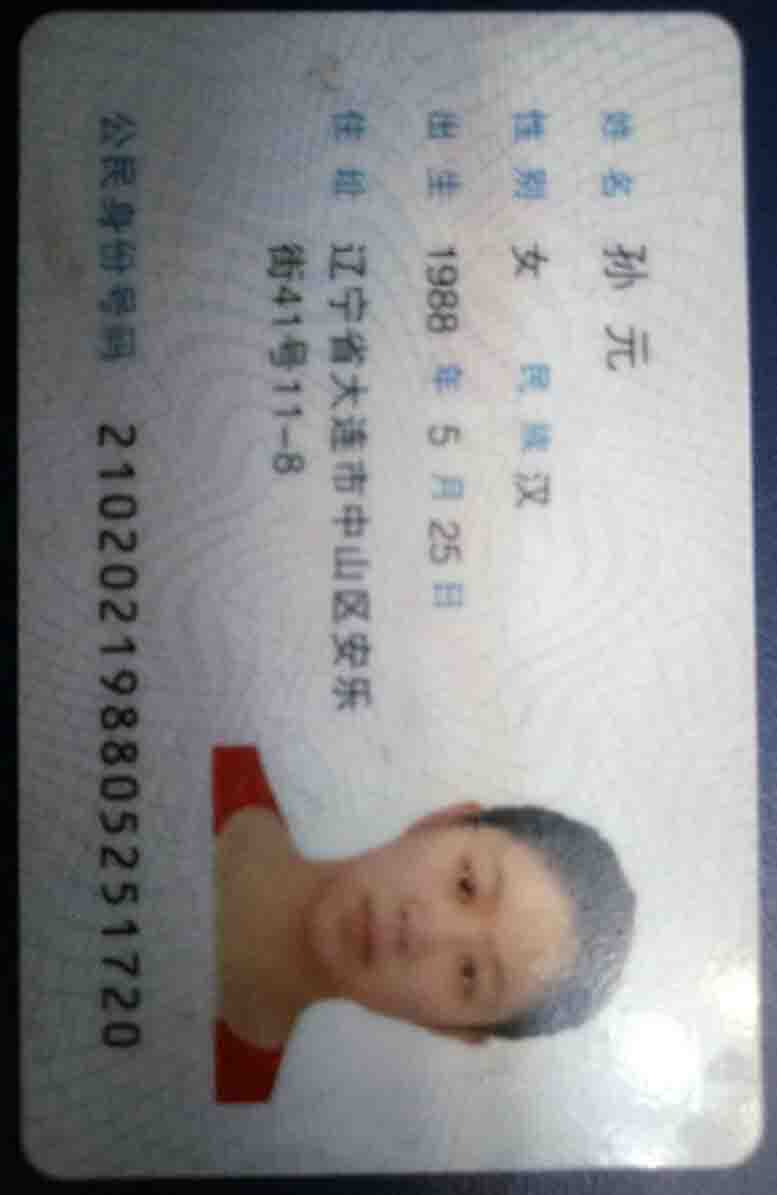 姓名 孙元
性别 女 民族 汉
出生 1988 年 5 月 25 日
住址 辽宁省大连市中山区安乐
街41号11-8
公民身份号码 210202198805251720